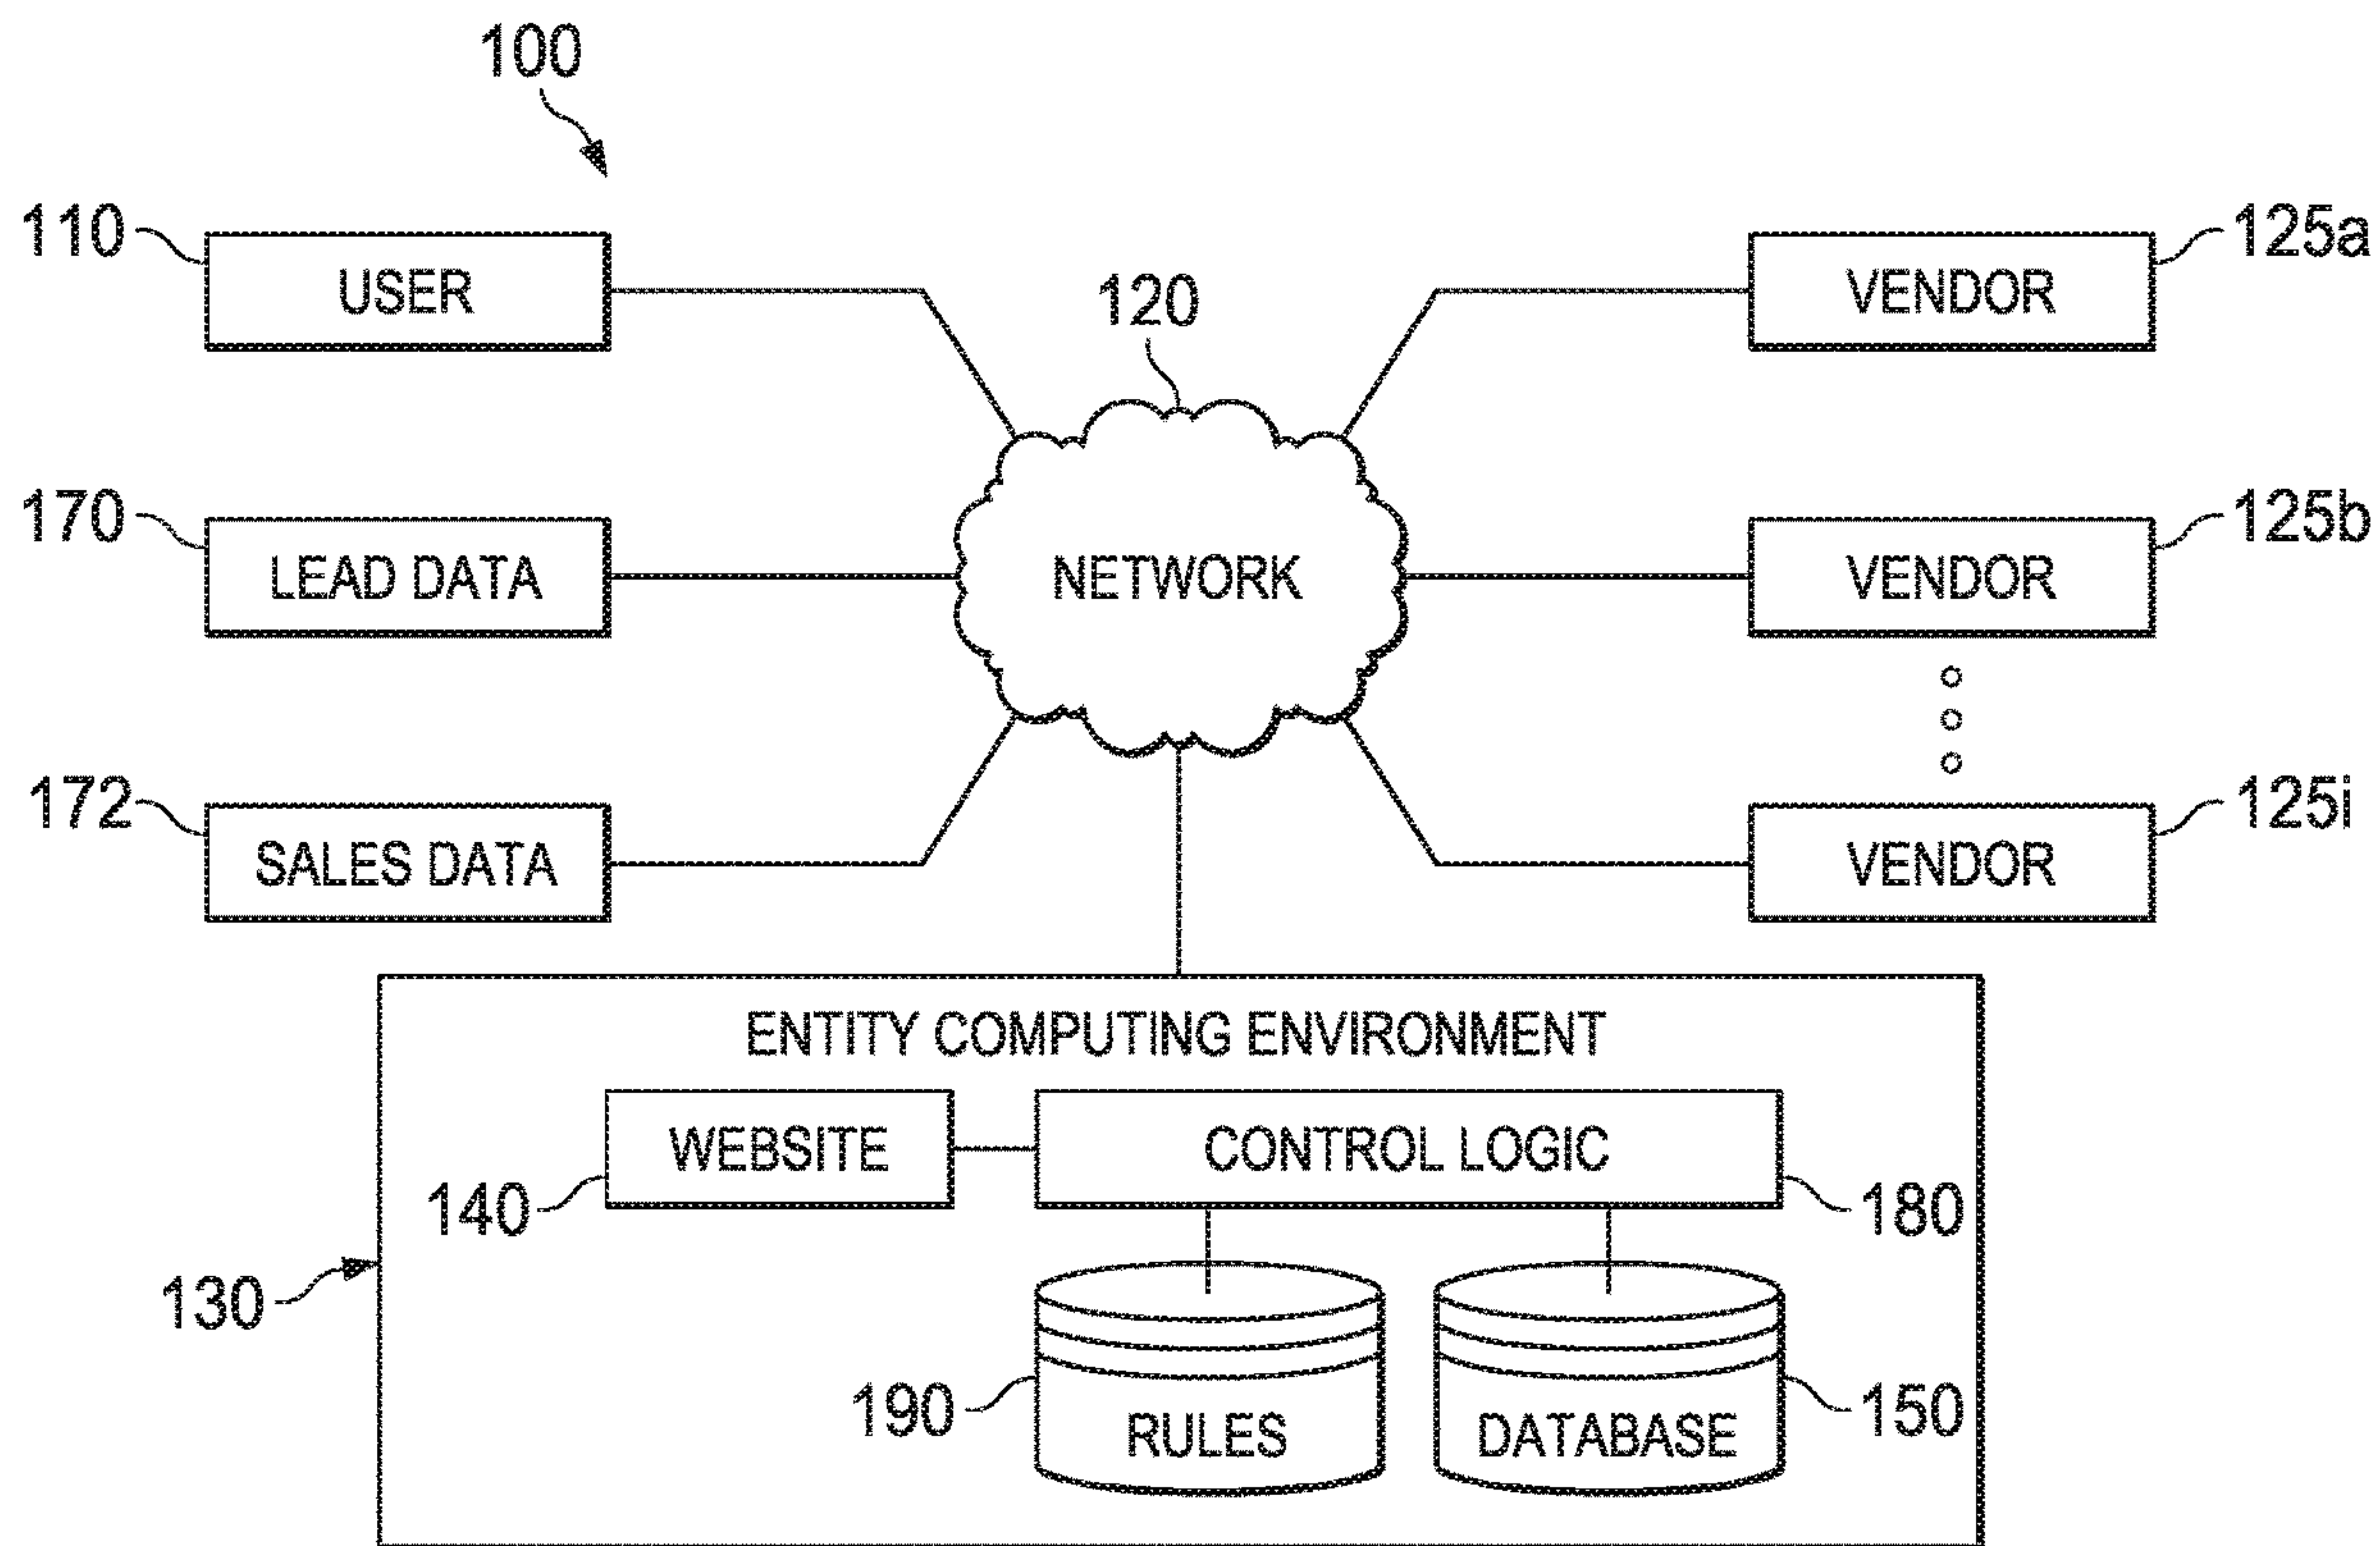 100
110
USER
125a
VENDOR
120
170
LEAD DATA
NETWORK
125b
VENDOR
172
SALES DATA
125i
VENDOR
ENTITY COMPUTING ENVIRONMENT
WEBSITE
CONTROL LOGIC
140
180
130
190
RULES
DATABASE
150